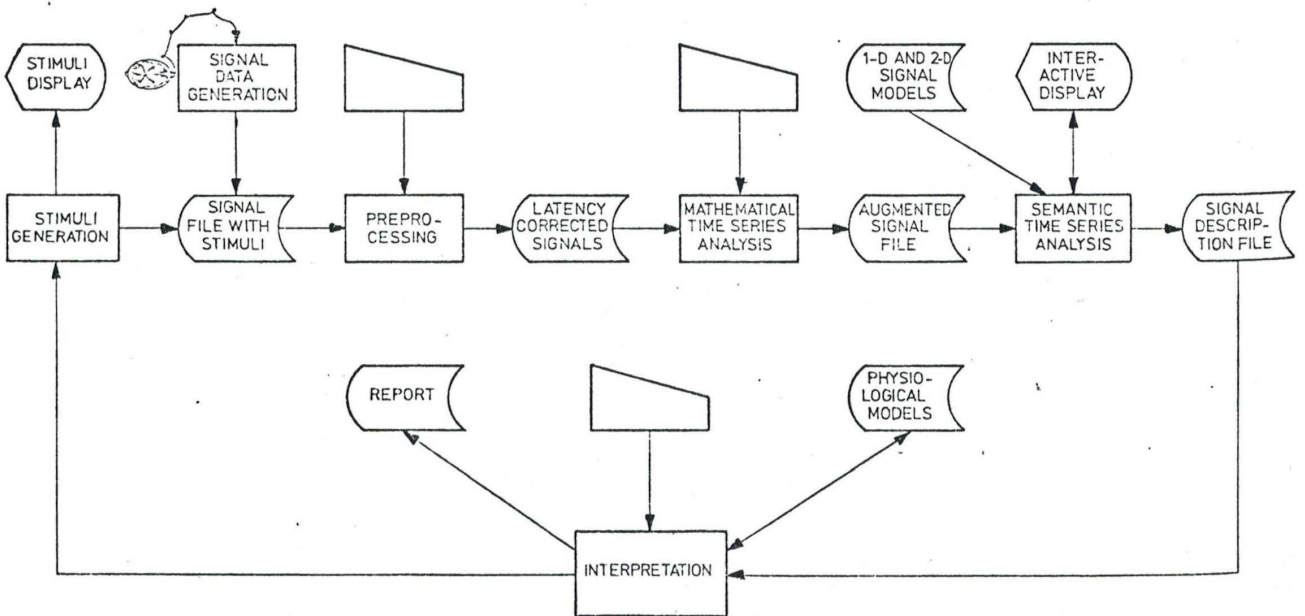 STIMULI
DISPLAY
SIGNAL
DATA
GENERATION
1-D AND 2-D
SIGNAL
MODELS
INTER-
ACTIVE
DISPLAY
STIMULI
GENERATION
SIGNAL
FILE WITH
STIMULI
PREPRO-
CESSING
LATENCY
CORRECTED
SIGNALS
MATHEMATICAL
TIME SERIES
ANALYSIS
AUGMENTED
SIGNAL
FILE
SEMANTIC
TIME SERIES
ANALYSIS
SIGNAL
DESCRIP-
TION FILE
REPORT
PHYSIO-
LOGICAL
MODELS
INTERPRETATION